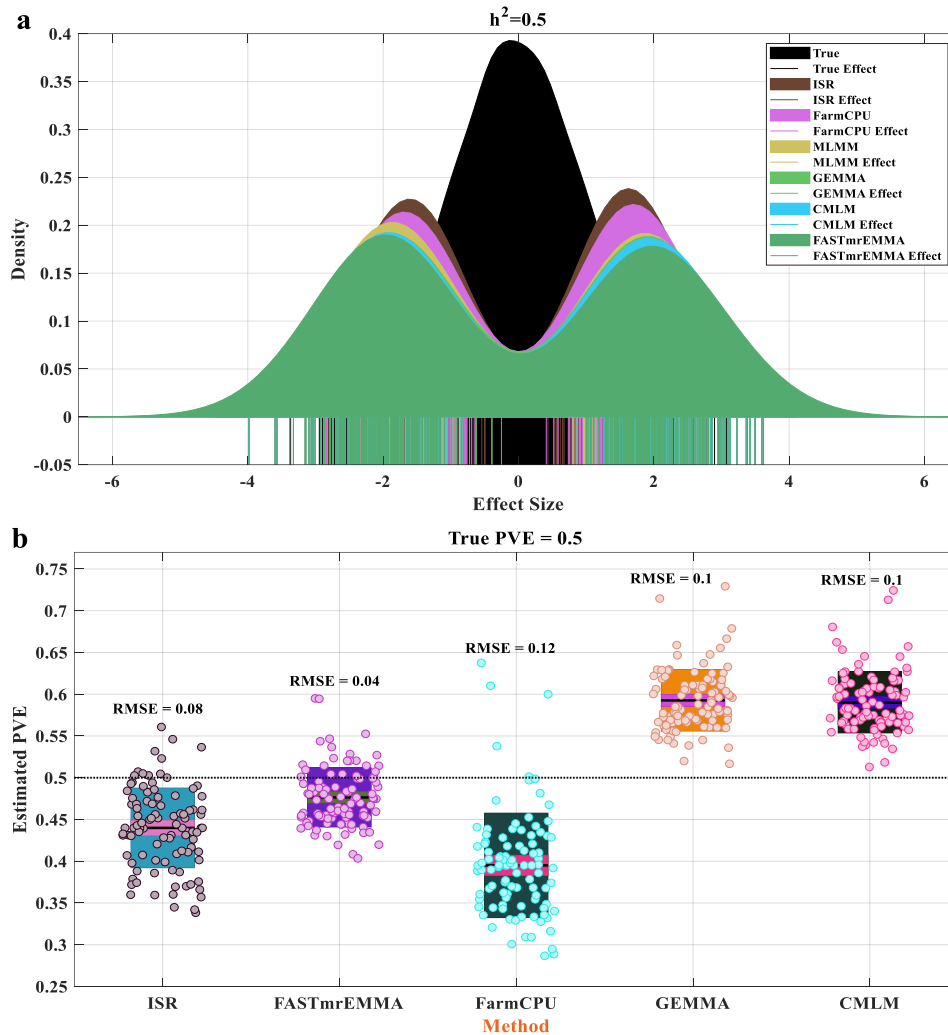 a
h²=0.5
0.4
0.35
0.3
0.25
0.2
0.15
0.1
0.05
0
-0.05
Density
-6
-4
-2
0
2
4
6
Effect Size
True
True Effect
ISR
ISR Effect
FarmCPU
FarmCPU Effect
MLMM
MLMM Effect
GEMMA
GEMMA Effect
CMLM
CMLM Effect
FASTmrEMMA
FASTmrEMMA Effect
b
True PVE = 0.5
0.75
0.7
0.65
0.6
0.55
0.5
0.45
0.4
0.35
0.3
0.25
Estimated PVE
RMSE = 0.08
RMSE = 0.04
RMSE = 0.12
RMSE = 0.1
RMSE = 0.1
ISR
FASTmrEMMA
FarmCPU
GEMMA
CMLM
Method